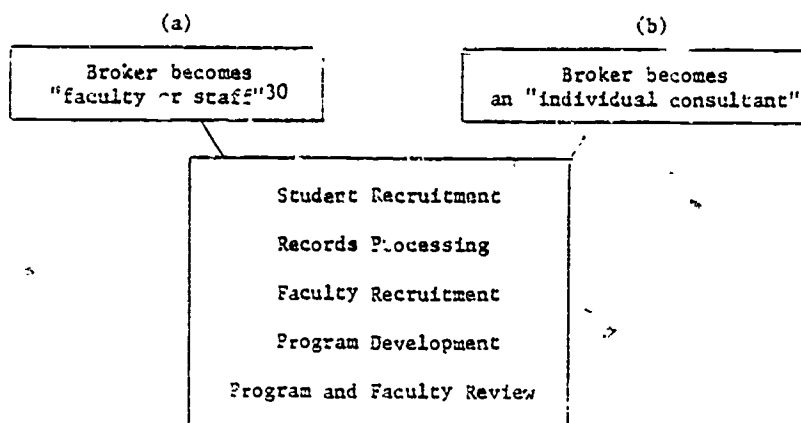 (a)
(b)
Broker becomes
"faculty or staff"30
Broker becomes
an "individual consultant"
Student Recruitment
Records Processing
Faculty Recruitment
Program Development
Program and Faculty Review